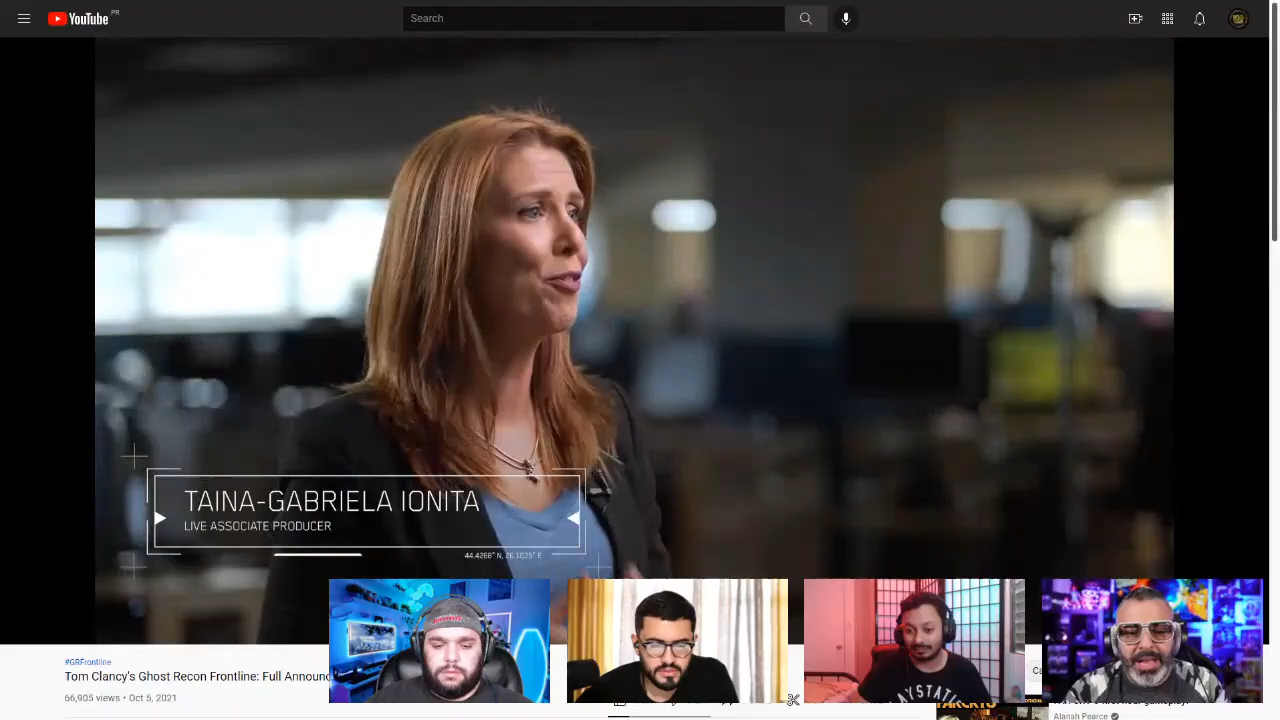 YouTube PR
Search
TAINA-GABRIELA IONITA
LIVE ASSOCIATE PRODUCER
44.4268° N, 26.1025° E
#GRFrontline
Tom Clancy's Ghost Recon Frontline: Full Announc
66,905 views • Oct 5, 2021
Ca
Alanah Pearce